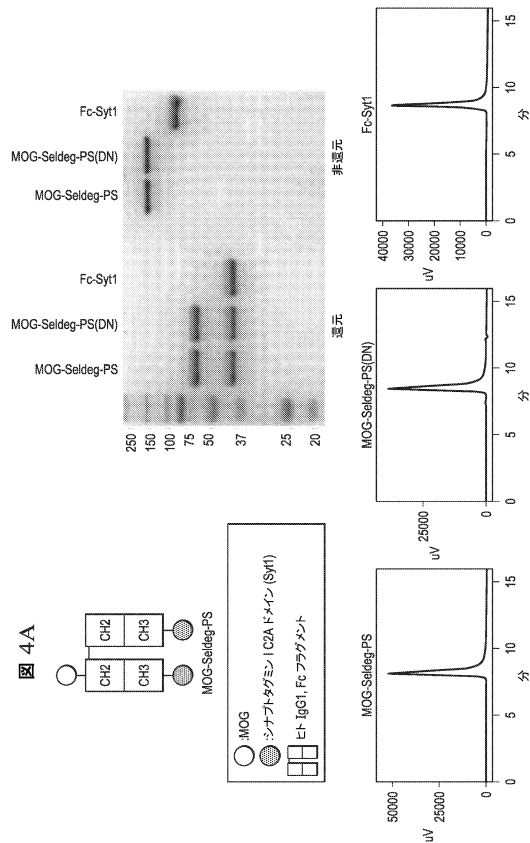 図 4A
CH2
CH3
CH2
CH3
MOG-Seldeg-PS
:MOG
:シナプトタグミン I C2A ドメイン (Syt1)
ヒト IgG1, Fc フラグメント
250
150
100
75
50
37
25
20
MOG-Seldeg-PS
MOG-Seldeg-PS(DN)
Fc-Syt1
MOG-Seldeg-PS
MOG-Seldeg-PS(DN)
Fc-Syt1
還元
非還元
MOG-Seldeg-PS
50000
25000
0
uV
0
5
10
15
分
MOG-Seldeg-PS(DN)
25000
0
uV
0
5
10
15
分
Fc-Syt1
40000
30000
20000
10000
0
uV
0
5
10
15
分